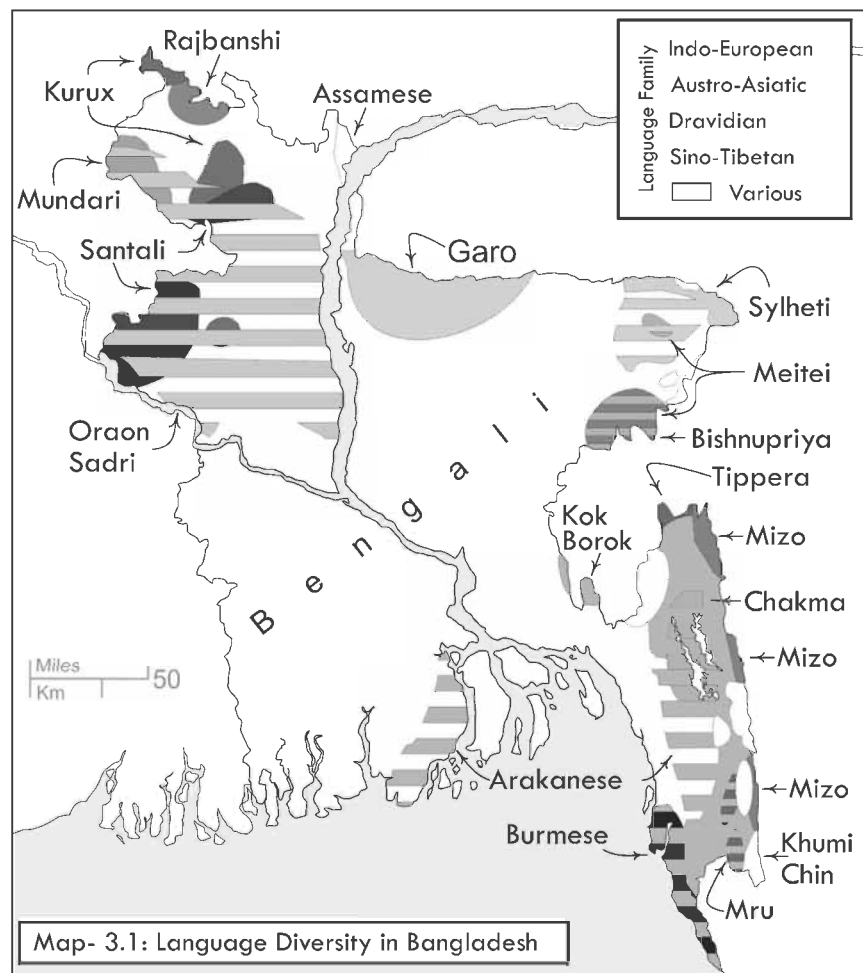 Rajbanshi
Kurux
Assamese
Mundari
Santali
Garo
Language Family
Indo-European
Austro-Asiatic
Dravidian
Sino-Tibetan
Various
Sylheti
Meitei
Bishnupriya
Oraon
Sadri
Tippera
Kok
Borok
Mizo
Chakma
Mizo
Bengali
Miles
Km
50
Arakanese
Mizo
Burmese
Khumi
Chin
Mru
Map- 3.1: Language Diversity in Bangladesh